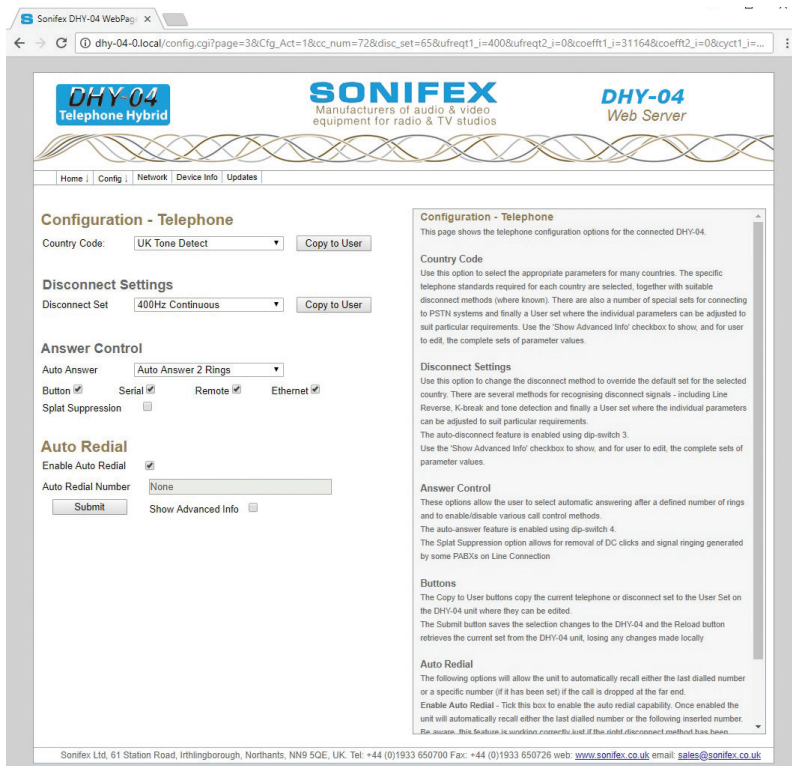 Sonifex DHY-04 WebPag
dhy-04-0.local/config.cgi?page=3&Cfg_Act=1&cc_num=72&disc_set=65&ufreqt1_i=400&ufreqt2_i=0&coefft1_i=31164&coefft2_i=0&cyct1_i=...
DHY-04
Telephone Hybrid
SONIFEX
Manufacturers of audio & video
equipment for radio & TV studios
DHY-04
Web Server
Home ↓ Config ↓ Network Device Info Updates
Configuration - Telephone
Country Code: UK Tone Detect Copy to User
Disconnect Settings
Disconnect Set 400Hz Continuous Copy to User
Answer Control
Auto Answer Auto Answer 2 Rings
Button Serial Remote Ethernet
Splat Suppression
Auto Redial
Enable Auto Redial
Auto Redial Number None
Submit Show Advanced Info
Configuration - Telephone
This page shows the telephone configuration options for the connected DHY-04.
Country Code
Use this option to select the appropriate parameters for many countries. The specific
telephone standards required for each country are selected, together with suitable
disconnect methods (where known). There are also a number of special sets for connecting
to PSTN systems and finally a User set where the individual parameters can be adjusted to
suit particular requirements. Use the 'Show Advanced Info' checkbox to show, and for user
to edit, the complete sets of parameter values.
Disconnect Settings
Use this option to change the disconnect method to override the default set for the selected
country. There are several methods for recognising disconnect signals - including Line
Reverse, K-break and tone detection and finally a User set where the individual parameters
can be adjusted to suit particular requirements.
The auto-disconnect feature is enabled using dip-switch 3.
Use the 'Show Advanced Info' checkbox to show, and for user to edit, the complete sets of
parameter values.
Answer Control
These options allow the user to select automatic answering after a defined number of rings
and to enable/disable various call control methods.
The auto-answer feature is enabled using dip-switch 4.
The Splat Suppression option allows for removal of DC clicks and signal ringing generated
by some PABXs on Line Connection
Buttons
The Copy to User buttons copy the current telephone or disconnect set to the User Set on
the DHY-04 unit where they can be edited.
The Submit button saves the selection changes to the DHY-04 and the Reload button
retrieves the current set from the DHY-04 unit, losing any changes made locally
Auto Redial
The following options will allow the unit to automatically recall either the last dialled number
or a specific number (if it has been set) if the call is dropped at the far end.
Enable Auto Redial - Tick this box to enable the auto redial capability. Once enabled the
unit will automatically recall either the last dialled number or the following inserted number.
Be aware, this feature is working correctly just if the right disconnect method has been
Sonifex Ltd, 61 Station Road, Irthlingborough, Northants, NN9 5QE, UK. Tel: +44 (0)1933 650700 Fax: +44 (0)1933 650726 web: www.sonifex.co.uk email: sales@sonifex.co.uk